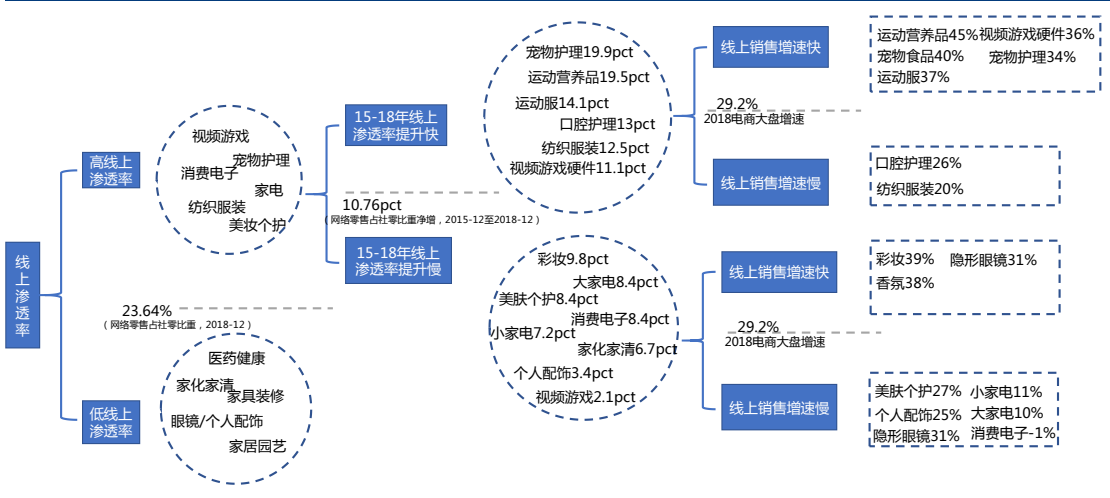 线上渗透率
高线上
渗透率
低线上
渗透率
23.64%
（网络零售占社零比重，2018-12）
视频游戏
宠物护理
消费电子
家电
纺织服装
美妆个护
医药健康
家化家清
家具装修
眼镜/个人配饰
家居园艺
15-18年线上
渗透率提升快
10.76pct
（网络零售占社零比重净增，2015-12至2018-12）
15-18年线上
渗透率提升慢
宠物护理19.9pct
运动营养品19.5pct
运动服14.1pct
口腔护理13pct
纺织服装12.5pct
视频游戏硬件11.1pct
彩妆9.8pct
大家电8.4pct
美肤个护8.4pct
消费电子8.4pct
小家电7.2pct
家化家清6.7pct
个人配饰3.4pct
视频游戏2.1pct
线上销售增速快
29.2%
2018电商大盘增速
线上销售增速慢
运动营养品45% 视频游戏硬件36%
宠物食品40% 宠物护理34%
运动服37%
口腔护理26%
纺织服装20%
线上销售增速快
29.2%
2018电商大盘增速
线上销售增速慢
彩妆39% 隐形眼镜31%
香氛38%
美肤个护27% 小家电11%
个人配饰25% 大家电10%
隐形眼镜31% 消费电子-1%